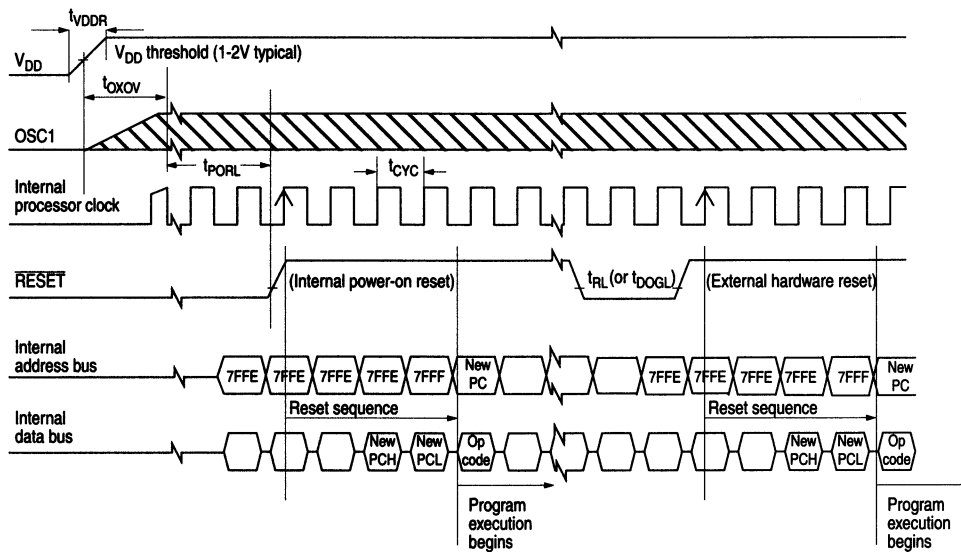 tVDDR
VDD
VDD threshold (1-2V typical)
tOXOV
OSC1
tPORL
tCYC
Internal
processor clock
RESET
(Internal power-on reset)
tRL (or tDOGL)
(External hardware reset)
Internal
address bus
7FFE 7FFE 7FFE 7FFE 7FFF New PC
7FFE 7FFE 7FFE 7FFE 7FFF New PC
Reset sequence
Reset sequence
Internal
data bus
New PCH New PCL Op code
New PCH New PCL Op code
Program
execution
begins
Program
execution
begins